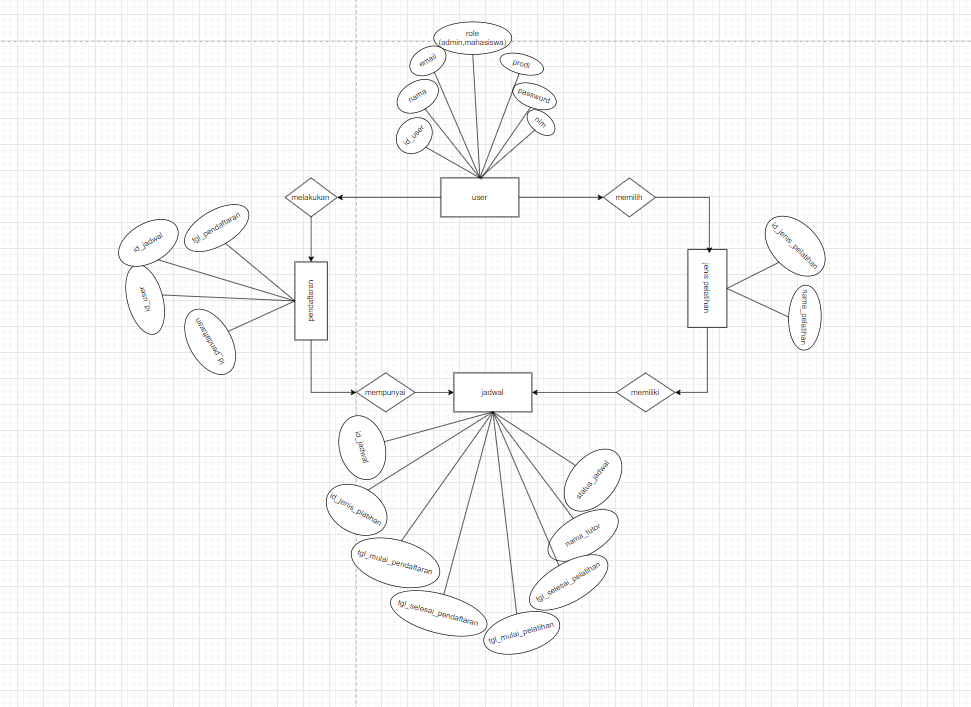 role
(admin,mahasiswa)
email
prodi
nama
password
id_user
nim
melakukan
user
memilih
id_jadwal
tgl_pendaftaran
id_user
id_pendaftaran
pendaftaran
jenis pelatihan
id_jenis_pelatihan
nama_pelatihan
mempunyai
jadwal
memiliki
id_jadwal
id_jenis_platihan
tgl_mulai_pendaftaran
tgl_selesai_pendaftaran
tgl_mulai_pelatihan
tgl_selesai_pelatihan
nama_tutor
status_jadwal